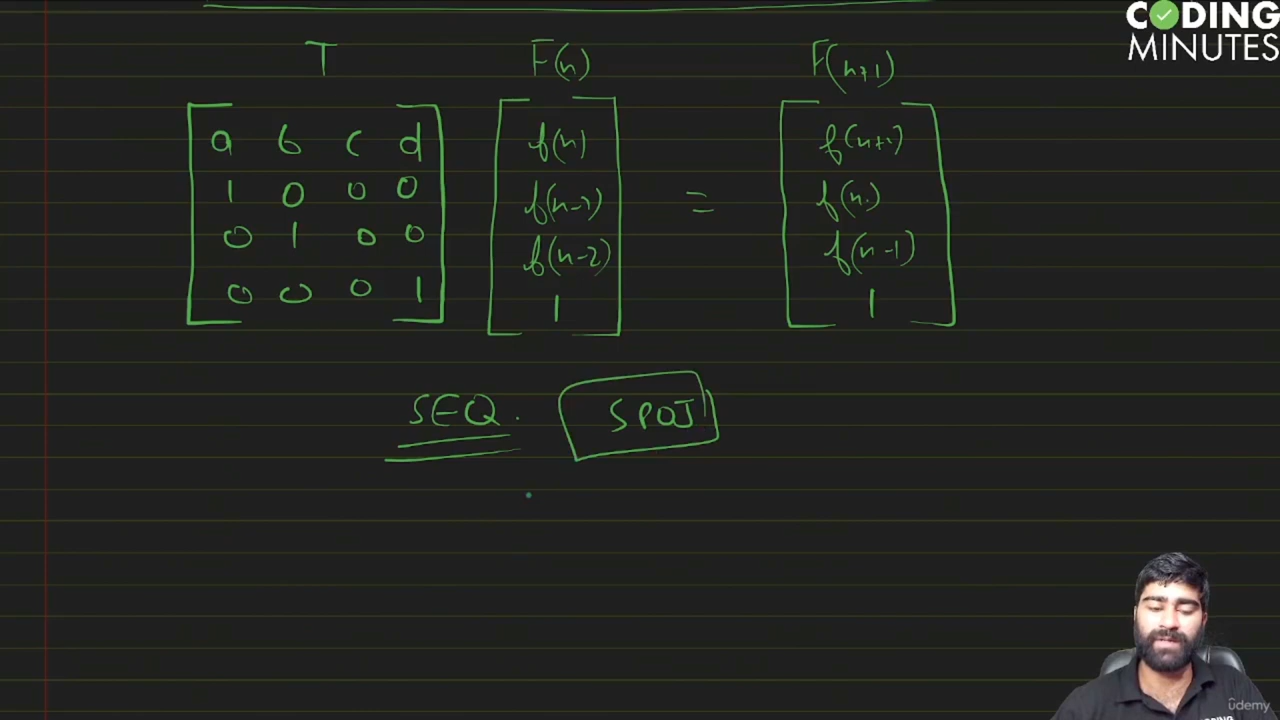 CODING
MINUTES
T F(n) F(n+1)
a b c d f(n) f(n+1)
1 0 0 0 f(n-1) = f(n)
0 1 0 0 f(n-2) f(n-1)
0 0 0 1 1 1
SEQ. SPOJ
ûdemy